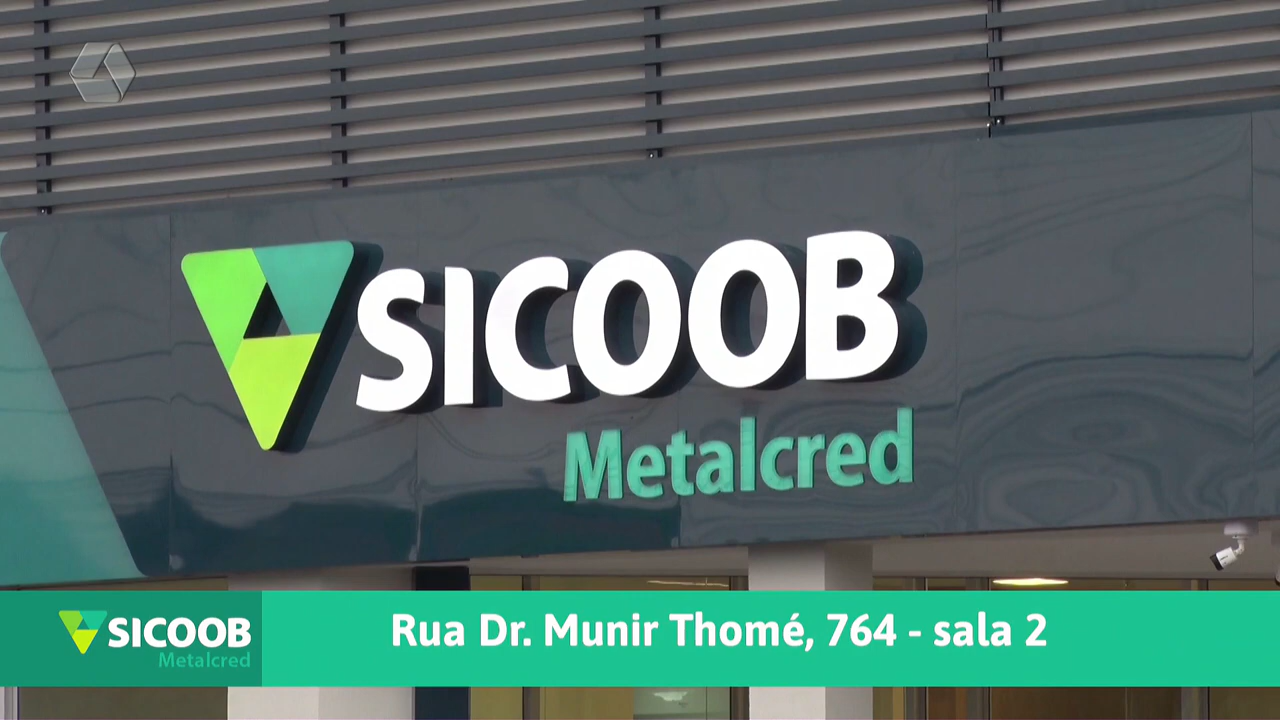 SICOOB
Metalcred
SICOOB
Metalcred
Rua Dr. Munir Thomé, 764 - sala 2